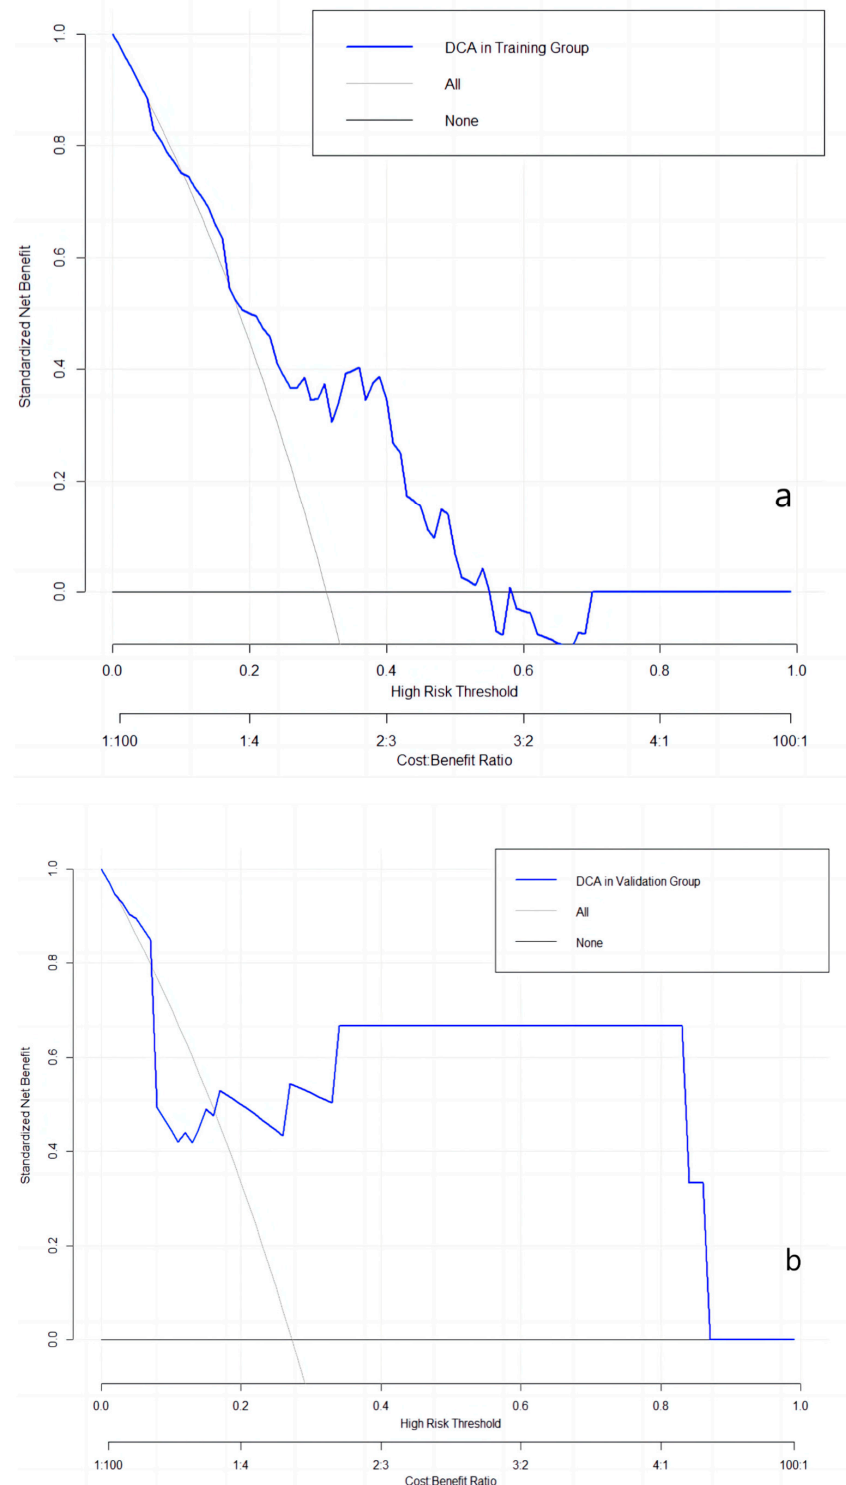 DCA in Training Group
All
None
1.0
0.8
0.6
0.4
0.2
0.0
Standardized Net Benefit
a
0.0 0.2 0.4 0.6 0.8 1.0
High Risk Threshold
1:100 1:4 2:3 3:2 4:1 100:1
Cost:Benefit Ratio
DCA in Validation Group
All
None
1.0
0.8
0.6
0.4
0.2
0.0
Standardized Net Benefit
b
0.0 0.2 0.4 0.6 0.8 1.0
High Risk Threshold
1:100 1:4 2:3 3:2 4:1 100:1
Cost:Benefit Ratio